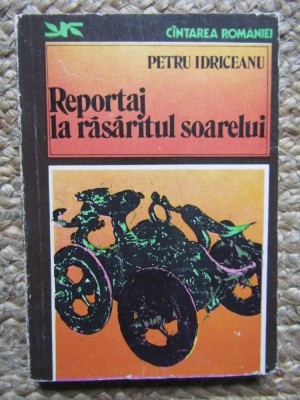 CÎNTAREA ROMÂNIEI
PETRU IDRICEANU
Reportaj
la răsăritul soarelui